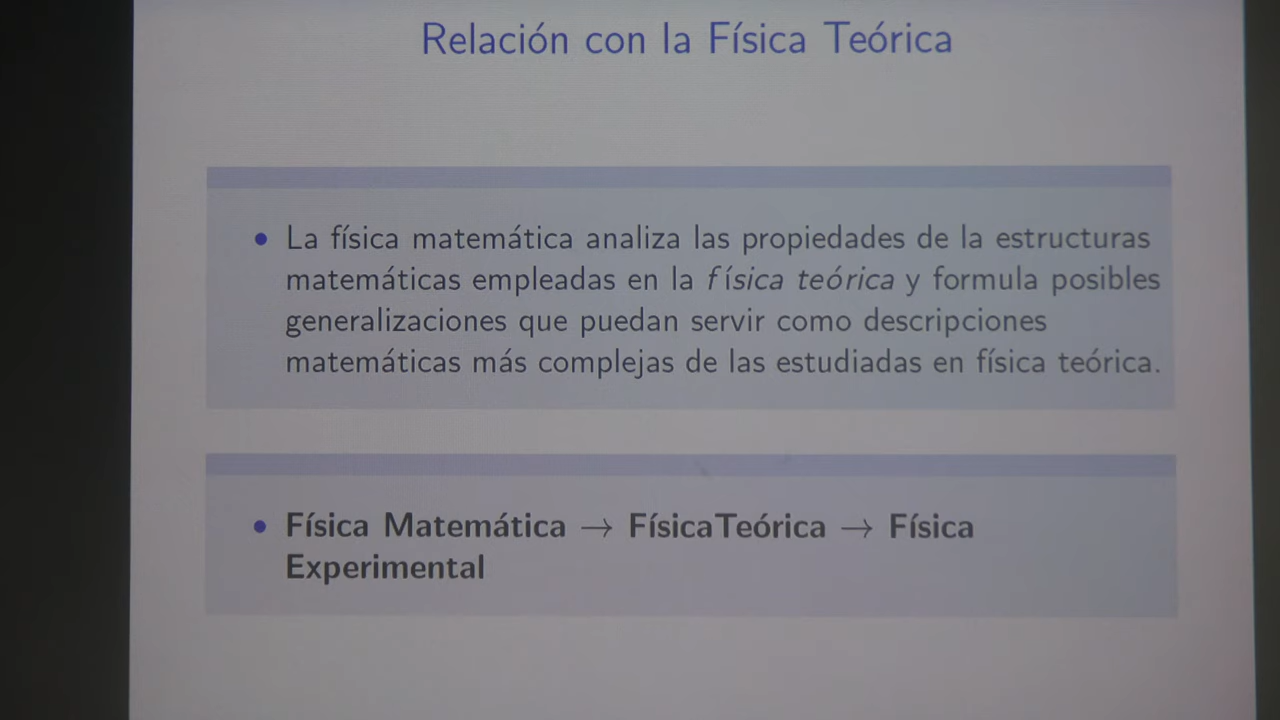 Relación con la Física Teórica
• La física matemática analiza las propiedades de la estructuras
matemáticas empleadas en la física teórica y formula posibles
generalizaciones que puedan servir como descripciones
matemáticas más complejas de las estudiadas en física teórica.
• Física Matemática → FísicaTeórica → Física
Experimental